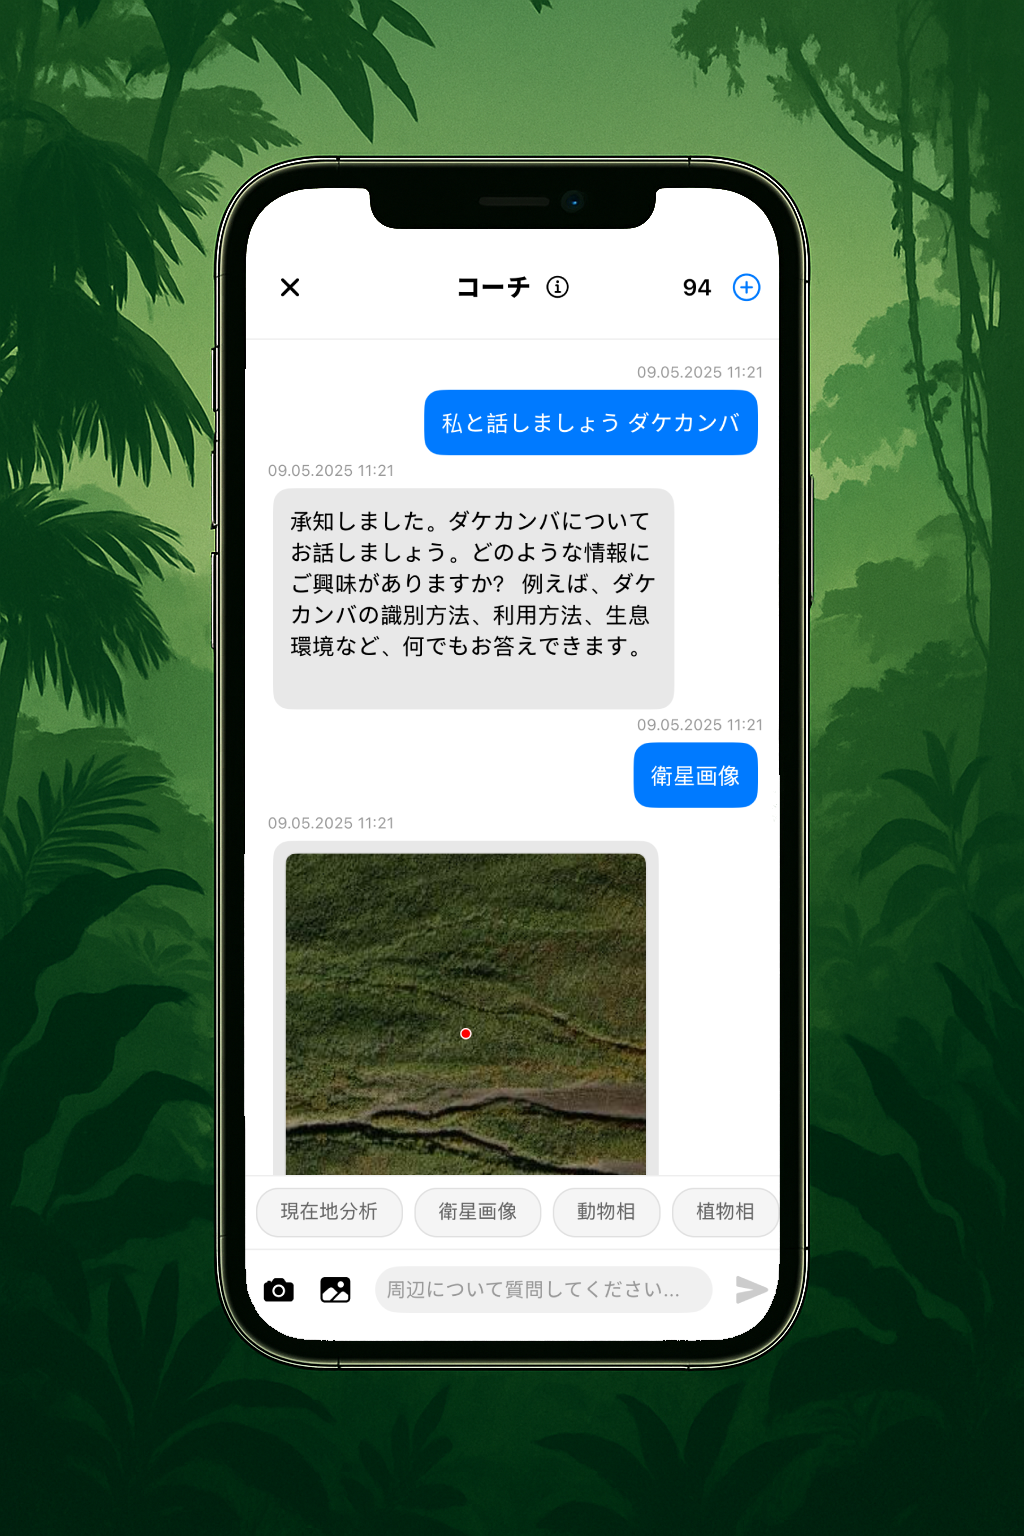 コーチ
94
09.05.2025 11:21
私と話しましょう ダケカンバ
09.05.2025 11:21
承知しました。ダケカンバについて
お話しましょう。どのような情報に
ご興味がありますか? 例えば、ダケ
カンバの識別方法、利用方法、生息
環境など、何でもお答えできます。
09.05.2025 11:21
衛星画像
09.05.2025 11:21
現在地分析
衛星画像
動物相
植物相
周辺について質問してください...